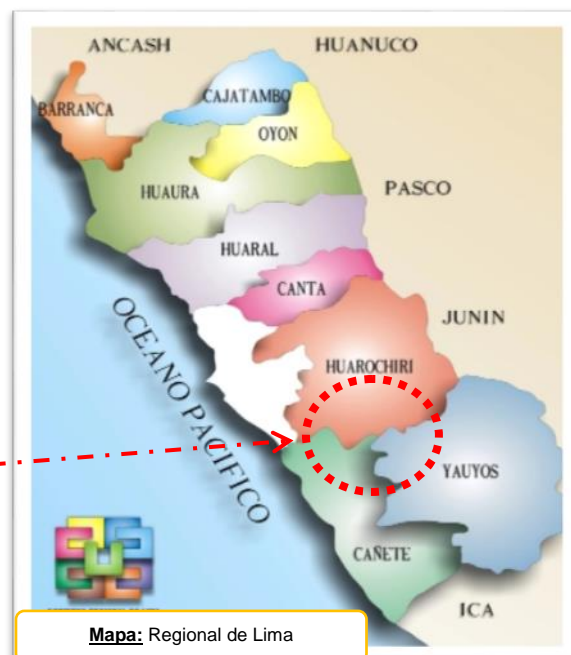 ANCASH
HUANUCO
BARRANCA
CAJATAMBO
OYON
HUAURA
PASCO
HUARAL
CANTA
JUNIN
OCEANO PACIFICO
HUAROCHIRI
YAUYOS
CAÑETE
ICA
Mapa: Regional de Lima